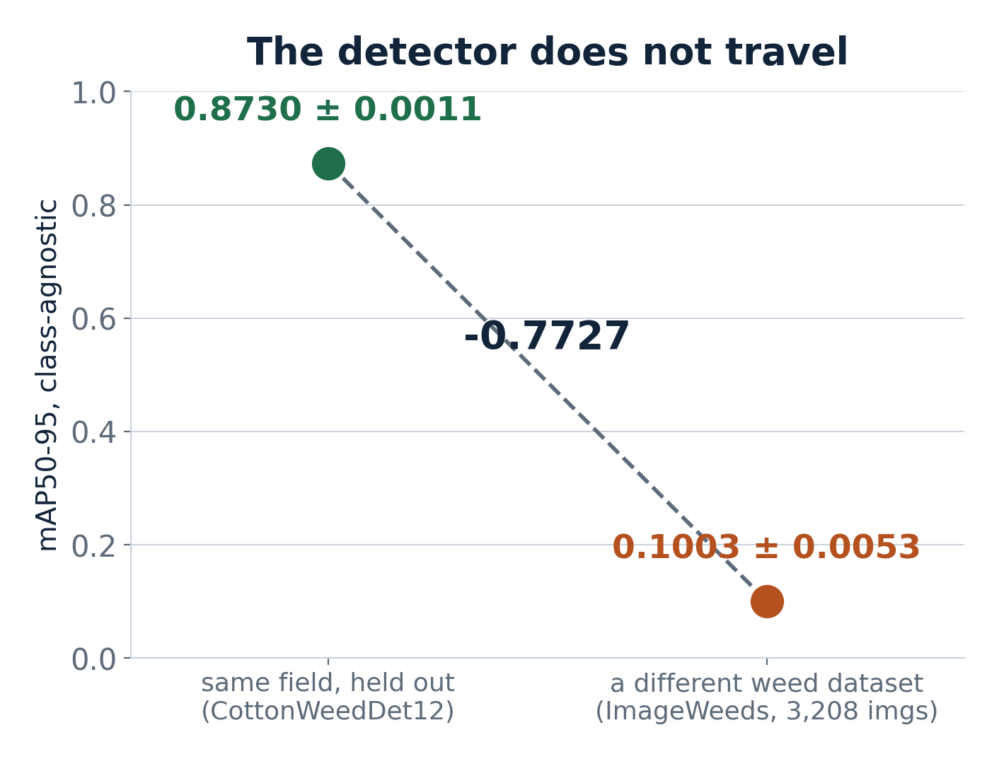 The detector does not travel
1.0
0.8730 ± 0.0011
0.8
0.6
-0.7727
mAP50-95, class-agnostic
0.4
0.2
0.1003 ± 0.0053
0.0
same field, held out
(CottonWeedDet12)
a different weed dataset
(ImageWeeds, 3,208 imgs)